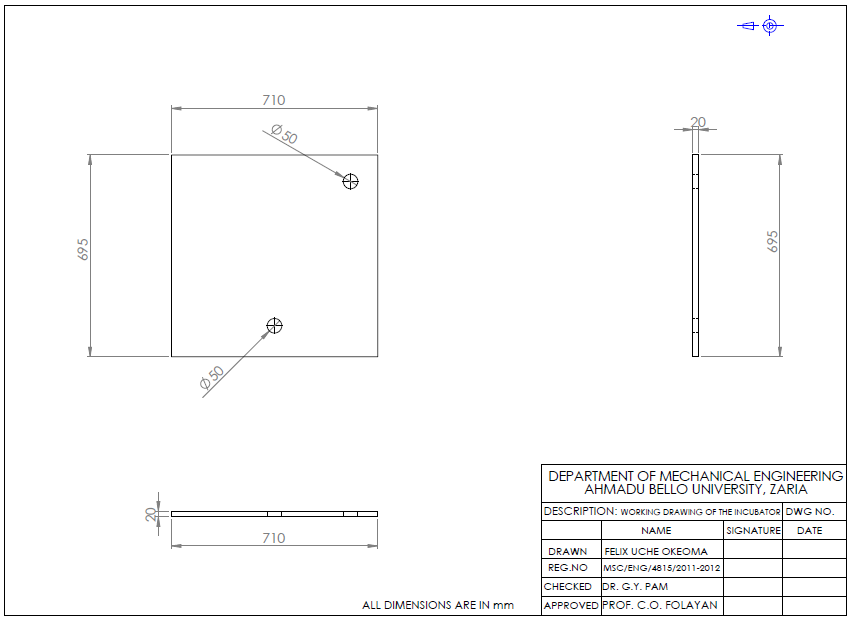 710
20
Ø50
695
695
Ø50
20
710
ALL DIMENSIONS ARE IN mm
DEPARTMENT OF MECHANICAL ENGINEERING
AHMADU BELLO UNIVERSITY, ZARIA
DESCRIPTION: WORKING DRAWING OF THE INCUBATOR DWG NO.
NAME SIGNATURE DATE
DRAWN FELIX UCHE OKEOMA
REG.NO MSC/ENG/4815/2011-2012
CHECKED DR. G.Y. PAM
APPROVED PROF. C.O. FOLAYAN